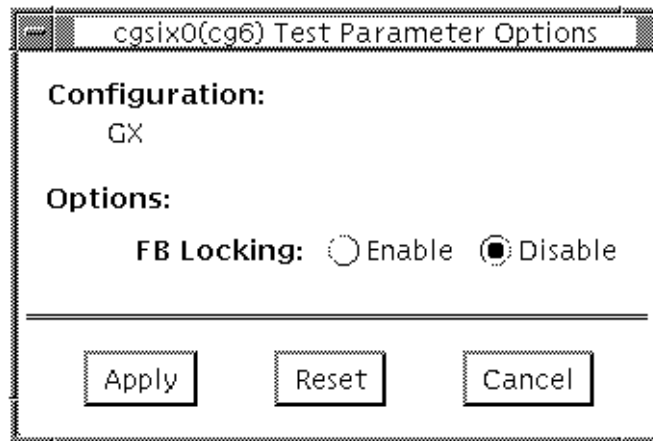 cgsix0(cg6) Test Parameter Options
Configuration:
GX
Options:
FB Locking: Enable Disable
Apply Reset Cancel